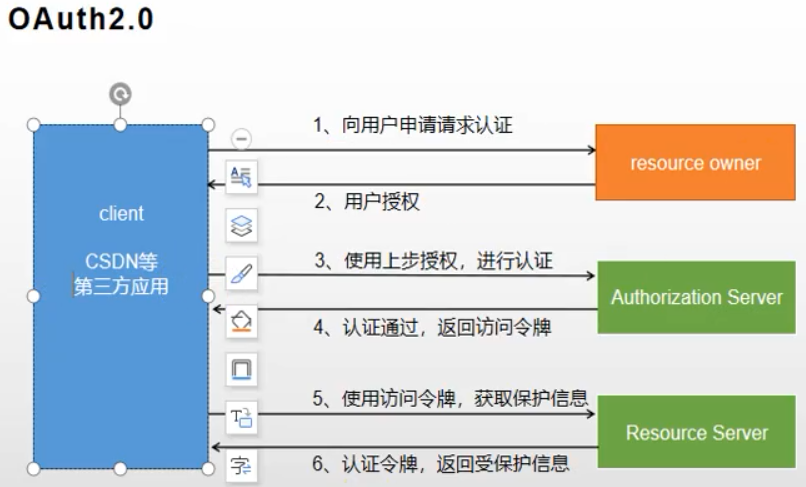 OAuth2.0
1、向用户申请请求认证
resource owner
2、用户授权
client
CSDN等
第三方应用
3、使用上步授权，进行认证
Authorization Server
4、认证通过，返回访问令牌
5、使用访问令牌，获取保护信息
Resource Server
6、认证令牌，返回受保护信息
A
T
字